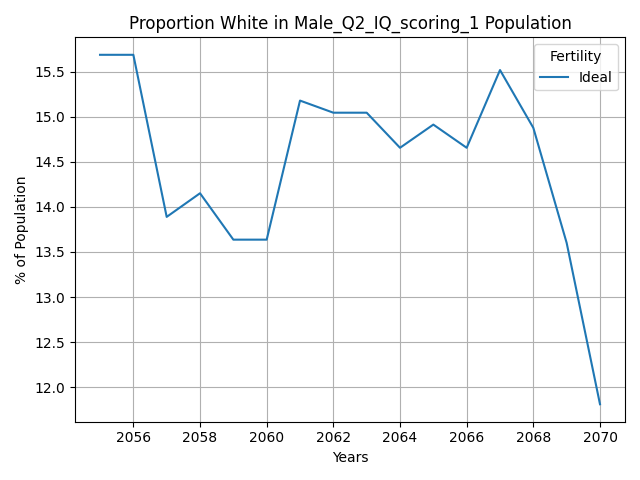 Proportion White in Male_Q2_IQ_scoring_1 Population
Fertility
Ideal
15.5
15.0
14.5
14.0
13.5
13.0
12.5
12.0
% of Population
2056 2058 2060 2062 2064 2066 2068 2070
Years